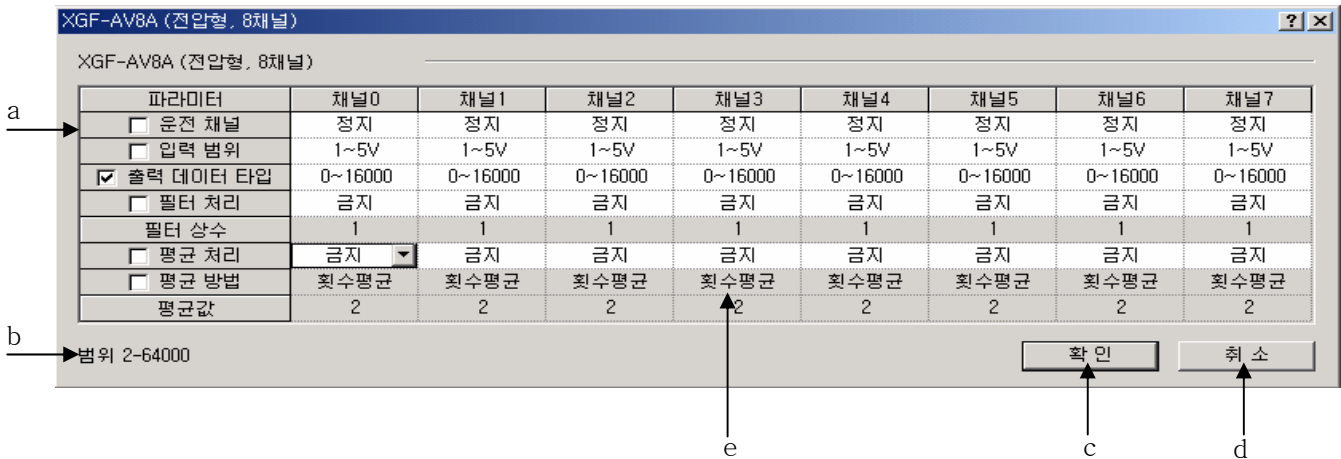 XGF-AV8A (전압형, 8채널)
XGF-AV8A (전압형, 8채널)
파라미터 채널0 채널1 채널2 채널3 채널4 채널5 채널6 채널7
a
운전 채널 정지 정지 정지 정지 정지 정지 정지 정지
입력 범위 1~5V 1~5V 1~5V 1~5V 1~5V 1~5V 1~5V 1~5V
출력 데이터 타입 0~16000 0~16000 0~16000 0~16000 0~16000 0~16000 0~16000 0~16000
필터 처리 금지 금지 금지 금지 금지 금지 금지 금지
필터 상수 1 1 1 1 1 1 1 1
평균 처리 금지 금지 금지 금지 금지 금지 금지 금지
평균 방법 횟수평균 횟수평균 횟수평균 횟수평균 횟수평균 횟수평균 횟수평균 횟수평균
평균값 2 2 2 2 2 2 2 2
b
범위 2-64000 확인 취소
e c d